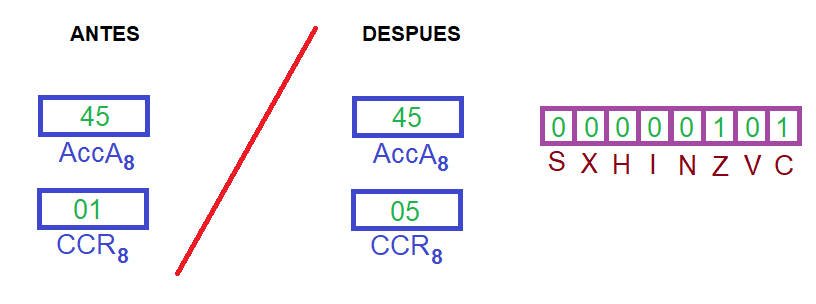 ANTES
DESPUES
45
AccA8
01
CCR8
45
AccA8
05
CCR8
0 0 0 0 0 1 0 1
S X H I N Z V C